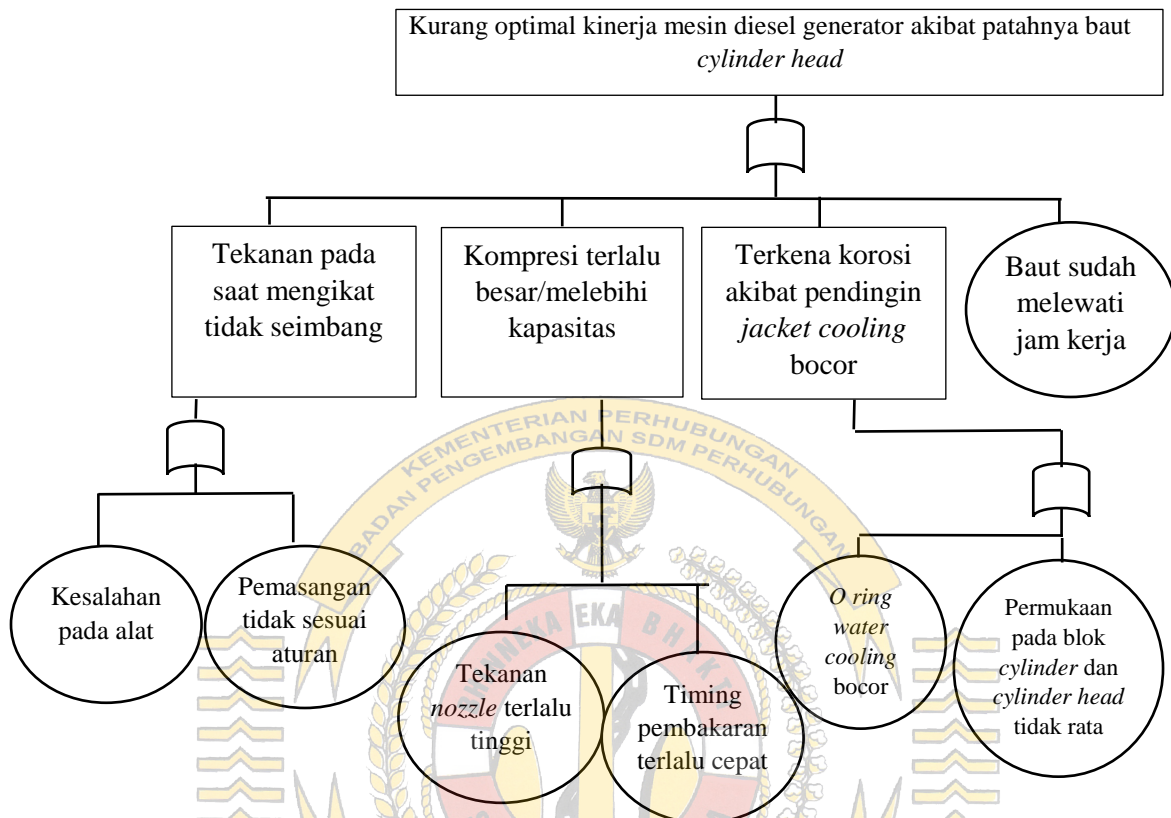 Kurang optimal kinerja mesin diesel generator akibat patahnya baut
cylinder head
Tekanan pada
saat mengikat
tidak seimbang
Kompresi terlalu
besar/melebihi
kapasitas
Terkena korosi
akibat pendingin
jacket cooling
bocor
Baut sudah
melewati
jam kerja
KEMENTERIAN PERHUBUNGAN
BADAN PENGEMBANGAN SDM PERHUBUNGAN
Kesalahan
pada alat
Pemasangan
tidak sesuai
aturan
Tekanan
nozzle terlalu
tinggi
Timing
pembakaran
terlalu cepat
O ring
water
cooling
bocor
Permukaan
pada blok
cylinder dan
cylinder head
tidak rata
EKA